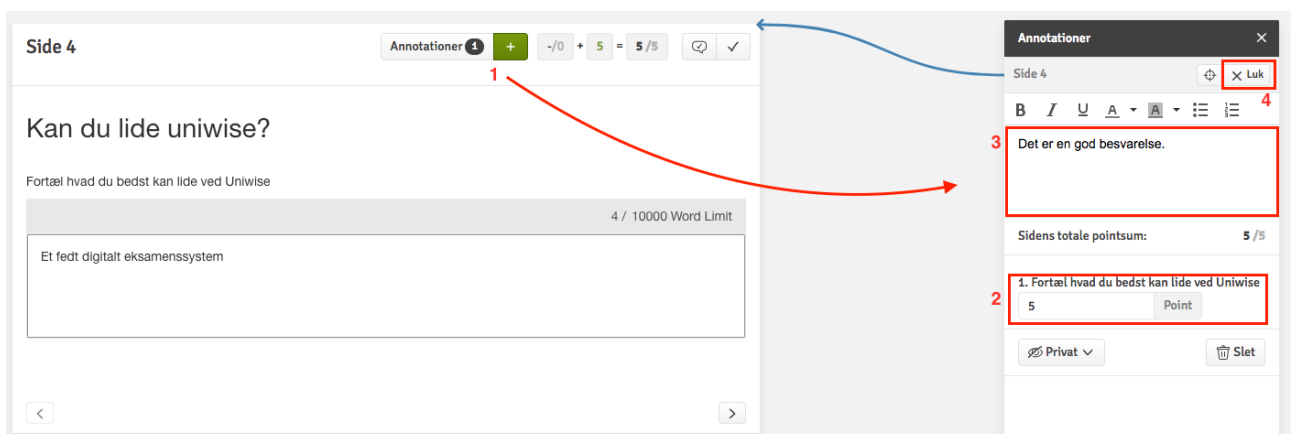 Side 4
Annotationer 1 + -/0 + 5 = 5 /5
1
Kan du lide uniwise?
Fortæl hvad du bedst kan lide ved Uniwise
4 / 10000 Word Limit
Et fedt digitalt eksamenssystem
Annotationer
Side 4
Luk
4
B I U A A
3
Det er en god besvarelse.
Sidens totale pointsum: 5 /5
1. Fortæl hvad du bedst kan lide ved Uniwise
2
5 Point
Privat
Slet